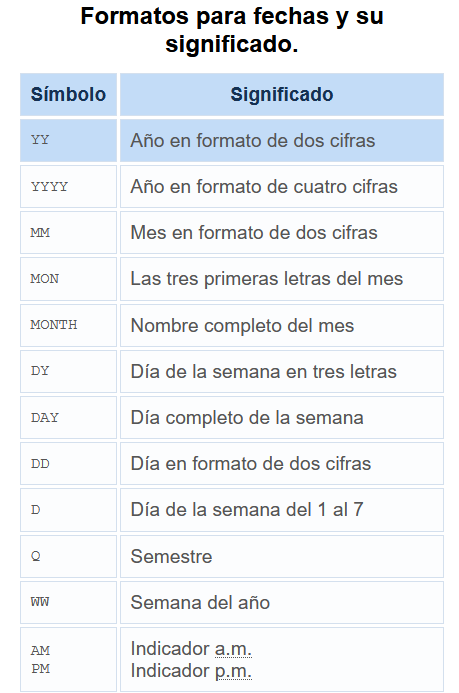 Formatos para fechas y su
significado.
Símbolo Significado
YY Año en formato de dos cifras
YYYY Año en formato de cuatro cifras
MM Mes en formato de dos cifras
MON Las tres primeras letras del mes
MONTH Nombre completo del mes
DY Día de la semana en tres letras
DAY Día completo de la semana
DD Día en formato de dos cifras
D Día de la semana del 1 al 7
Q Semestre
WW Semana del año
AM Indicador a.m.
PM Indicador p.m.